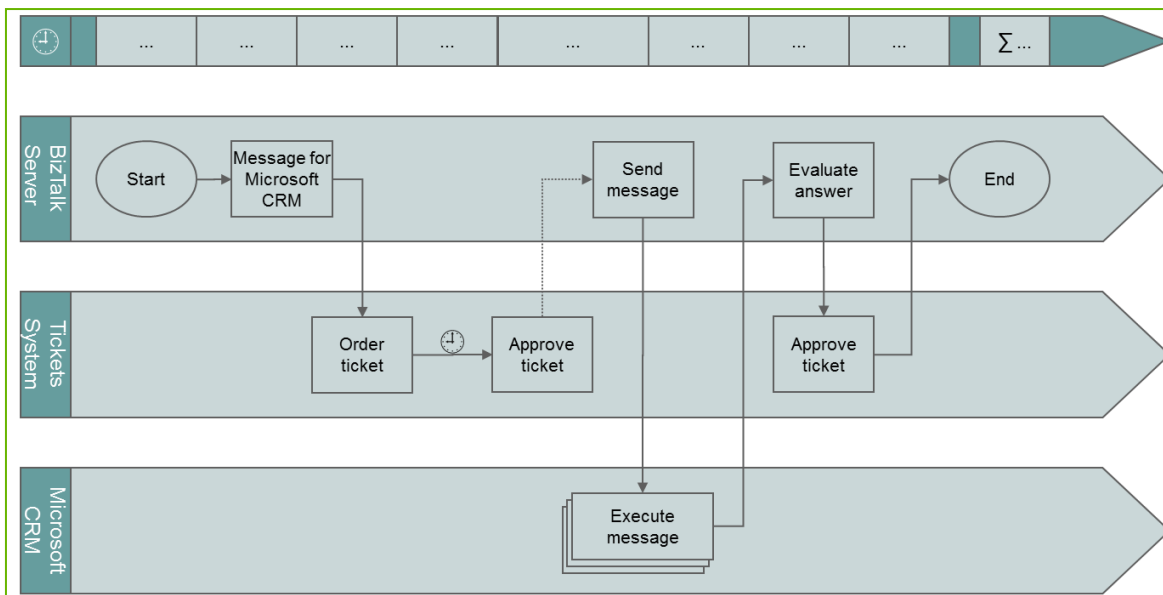 ... ... ... ... ... ... ... ... Σ ...
BizTalk
Server
Start
Message for
Microsoft
CRM
Send
message
Evaluate
answer
End
Tickets
System
Order
ticket
Approve
ticket
Approve
ticket
Microsoft
CRM
Execute
message